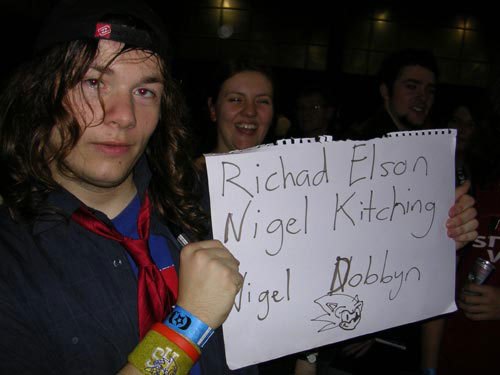 Richad Elson
Nigel Kitching
Nigel Dobbyn